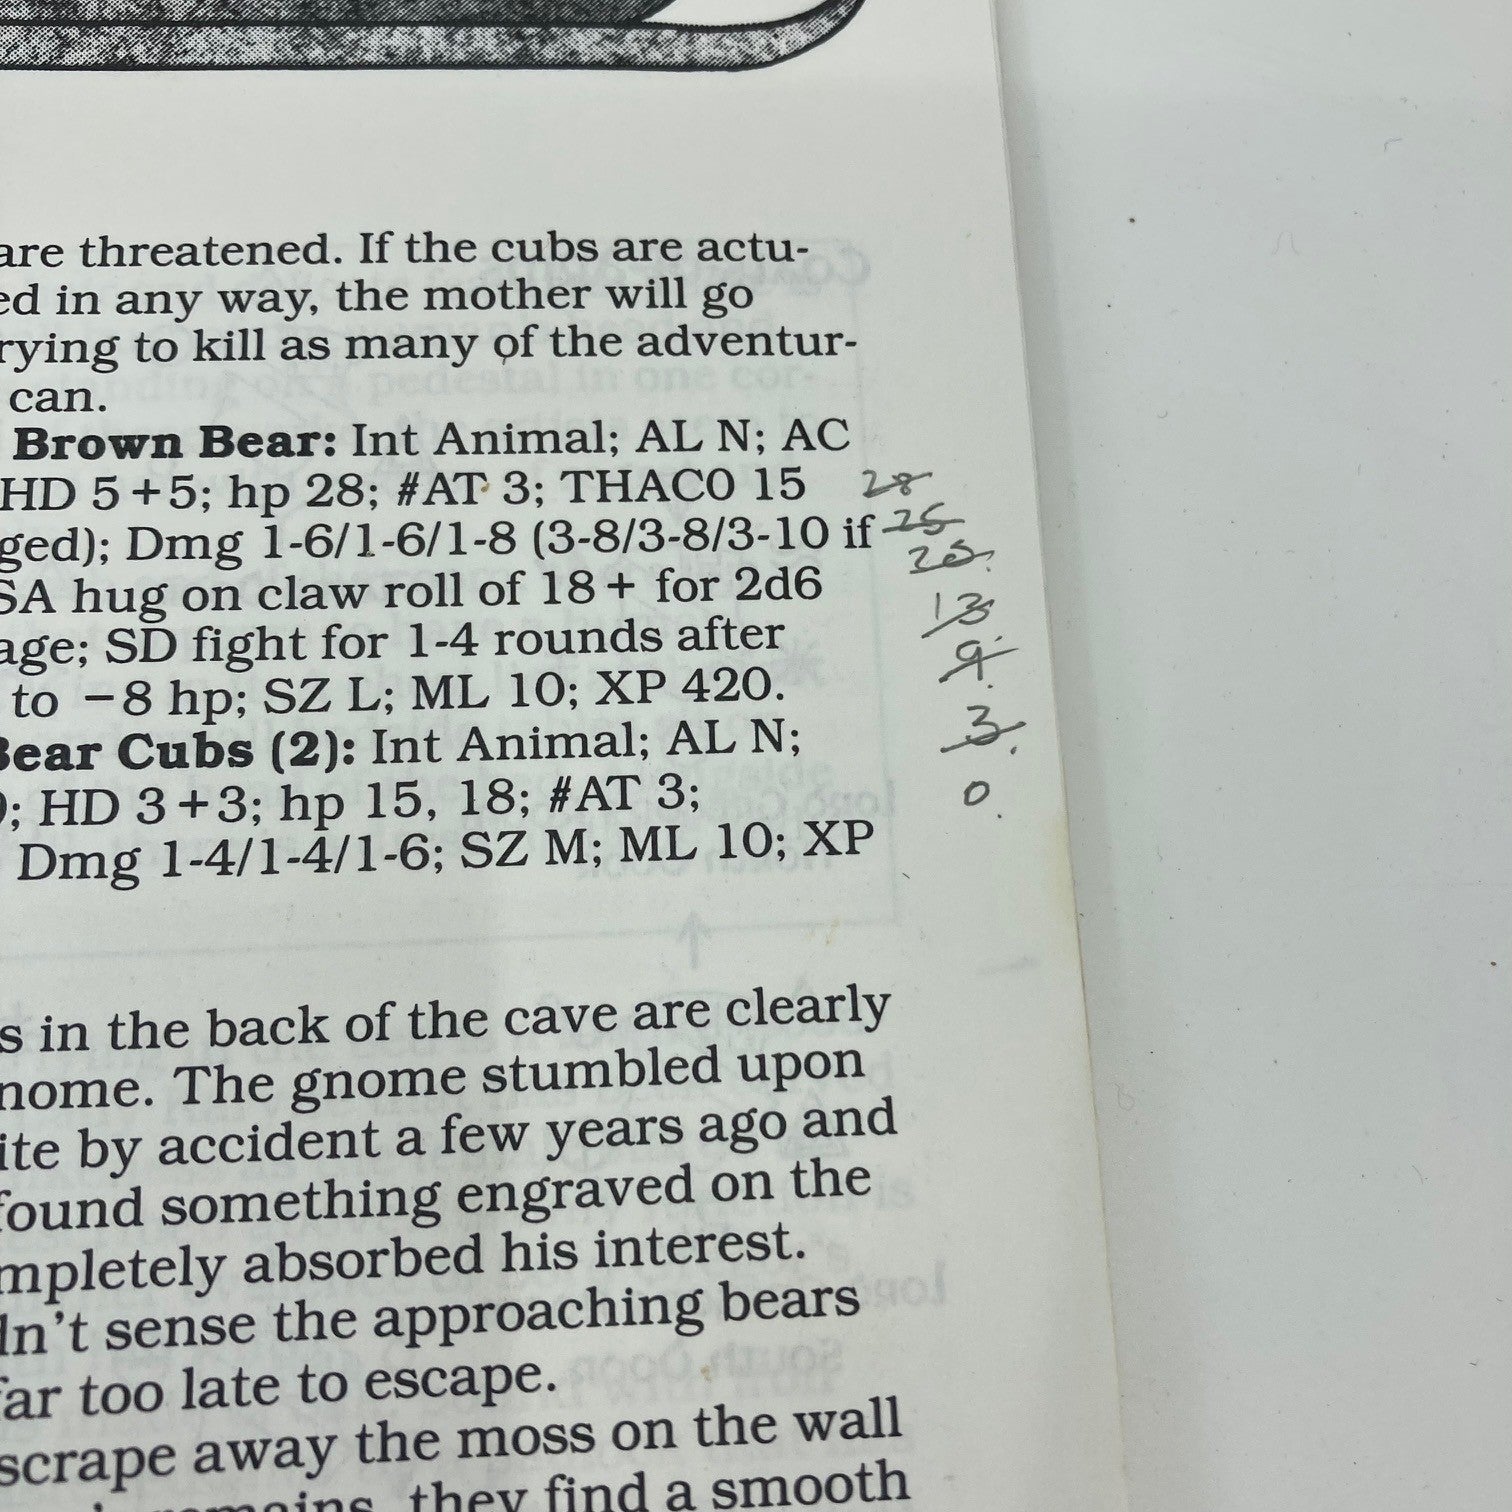 are threatened. If the cubs are actu-
ed in any way, the mother will go
rying to kill as many of the adventur-
can.
Brown Bear: Int Animal; AL N; AC
HD 5+5; hp 28; #AT 3; THACO 15
28
ged); Dmg 1-6/1-6/1-8 (3-8/3-8/3-10 if
25
SA hug on claw roll of 18+ for 2d6
13
age; SD fight for 1-4 rounds after
9.
to −8 hp; SZ L; ML 10; XP 420.
3.
Bear Cubs (2): Int Animal; AL N;
0.
; HD 3+3; hp 15, 18; #AT 3;
Dmg 1-4/1-4/1-6; SZ M; ML 10; XP
s in the back of the cave are clearly
nome. The gnome stumbled upon
ite by accident a few years ago and
found something engraved on the
mpletely absorbed his interest.
dn't sense the approaching bears
far too late to escape.
scrape away the moss on the wall
remains, they find a smooth